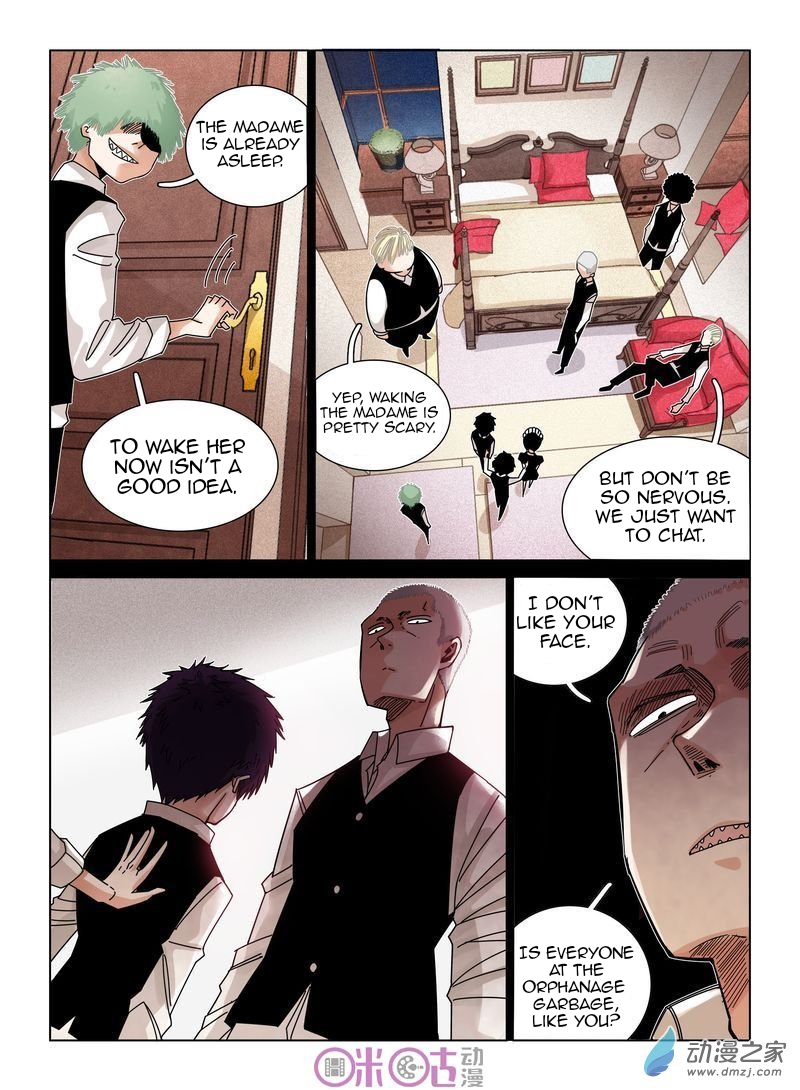 THE MADAME
IS ALREADY
ASLEEP.
TO WAKE HER
NOW ISN'T A
GOOD IDEA.
YEP, WAKING
THE MADAME IS
PRETTY SCARY.
BUT DON'T BE
SO NERVOUS.
WE JUST WANT
TO CHAT.
I DON'T
LIKE YOUR
FACE.
IS EVERYONE
AT THE
ORPHANAGE
GARBAGE,
LIKE YOU?
咪咕动漫
动漫之家
www.dmzj.com